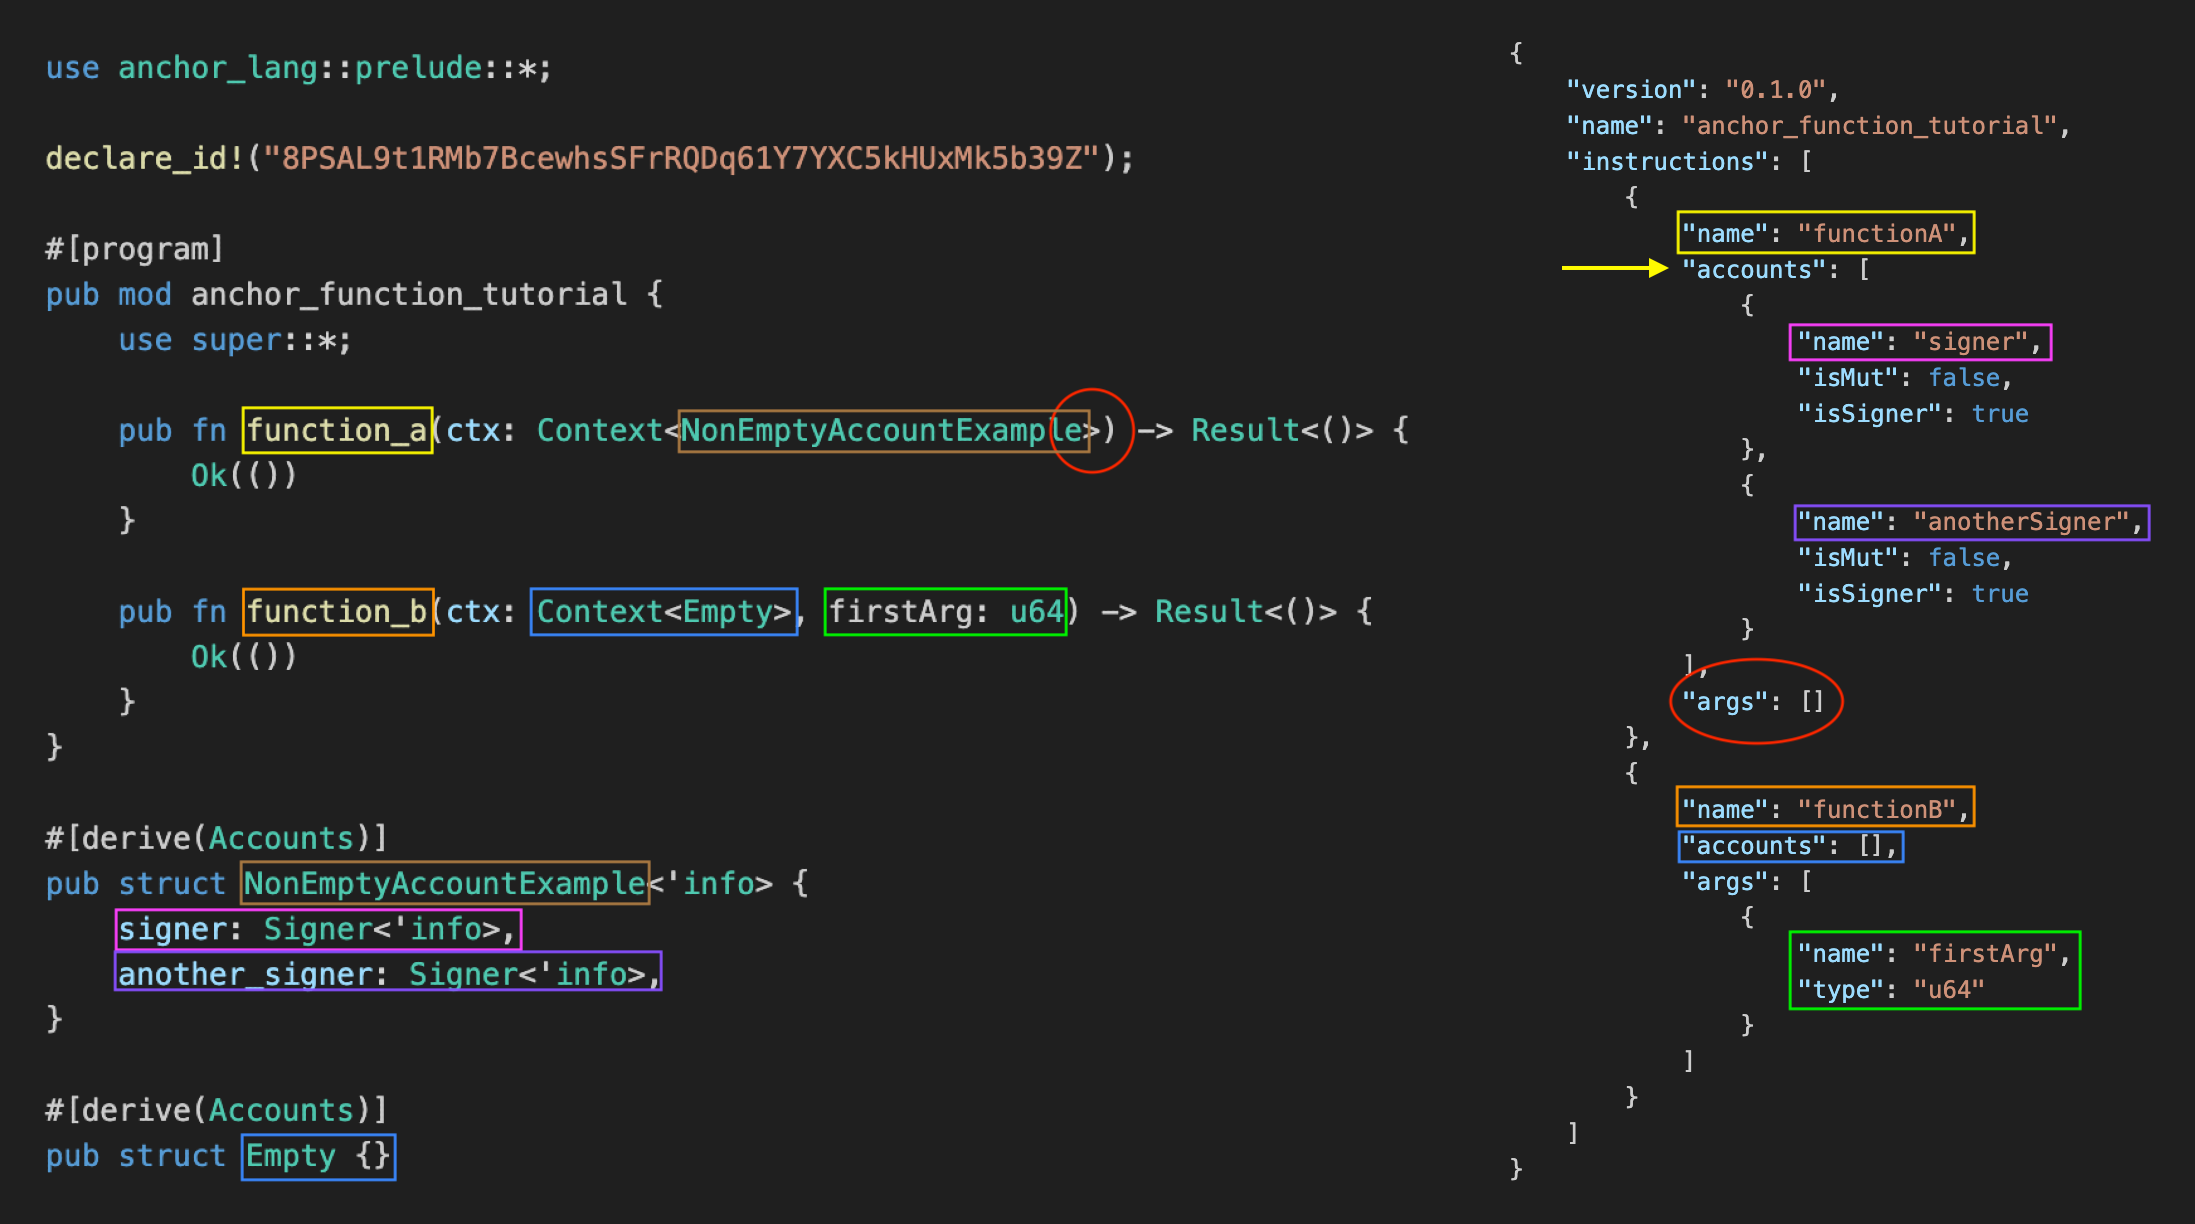 use anchor_lang::prelude::*;
declare_id!("8PSAL9t1RMb7BcewhsSFrRQDq61Y7YXC5kHUxMk5b39Z");
#[program]
pub mod anchor_function_tutorial {
use super::*;
pub fn function_a(ctx: Context<NonEmptyAccountExample>) -> Result<()> {
Ok(())
}
pub fn function_b(ctx: Context<Empty>, firstArg: u64) -> Result<()> {
Ok(())
}
}
#[derive(Accounts)]
pub struct NonEmptyAccountExample<'info> {
signer: Signer<'info>,
another_signer: Signer<'info>,
}
#[derive(Accounts)]
pub struct Empty {}
{
"version": "0.1.0",
"name": "anchor_function_tutorial",
"instructions": [
{
"name": "functionA",
"accounts": [
{
"name": "signer",
"isMut": false,
"isSigner": true
},
{
"name": "anotherSigner",
"isMut": false,
"isSigner": true
}
],
"args": []
},
{
"name": "functionB",
"accounts": [],
"args": [
{
"name": "firstArg",
"type": "u64"
}
]
}
]
}